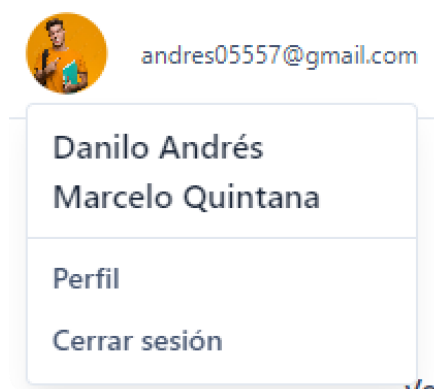 andres05557@gmail.com
Danilo Andrés
Marcelo Quintana
Perfil
Cerrar sesión